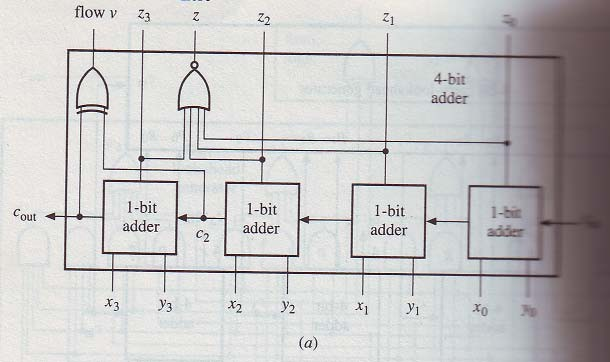 flow v z3 z z2 z1
4-bit
adder
cout 1-bit
adder c2 1-bit
adder 1-bit
adder 1-bit
adder
x3 y3 x2 y2 x1 y1 x0 y0
(a)